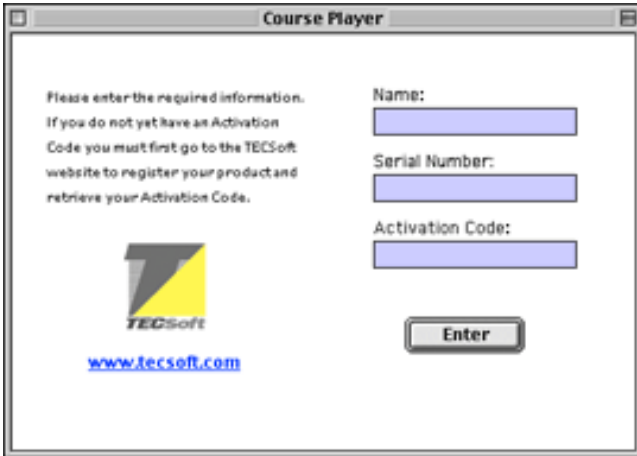 Course Player
Please enter the required information.
If you do not yet have an Activation
Code you must first go to the TECSoft
website to register your product and
retrieve your Activation Code.
TECSoft
www.tecsoft.com
Name:
Serial Number:
Activation Code:
Enter